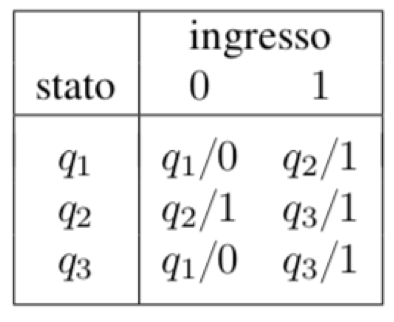 ingresso
stato 0 1
q₁ q₁/0 q₂/1
q₂ q₂/1 q₃/1
q₃ q₁/0 q₃/1